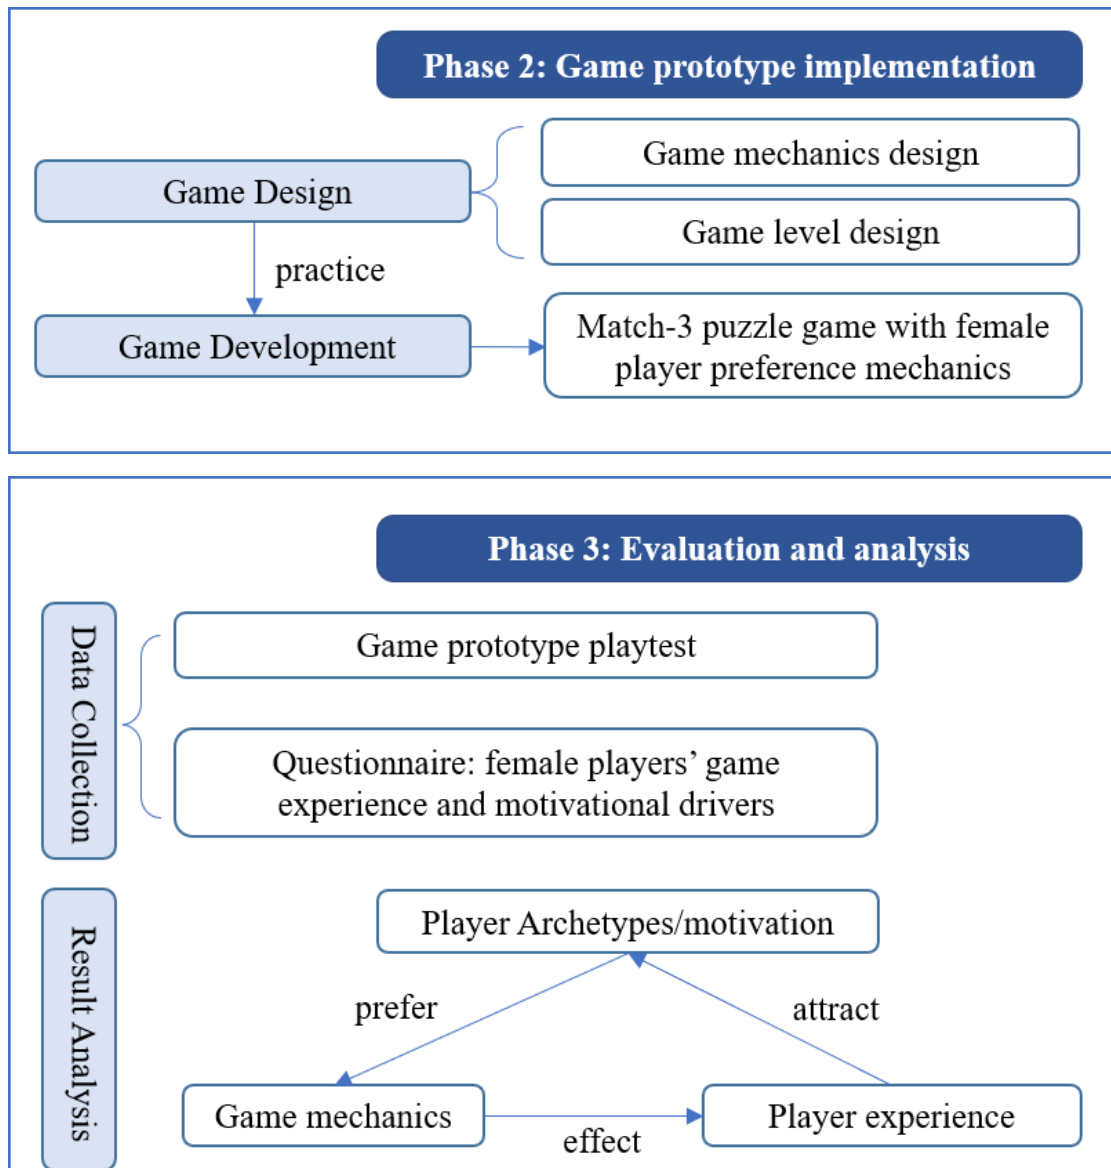 Phase 2: Game prototype implementation
Game Design
Game mechanics design
Game level design
practice
Game Development
Match-3 puzzle game with female
player preference mechanics
Phase 3: Evaluation and analysis
Data Collection
Game prototype playtest
Questionnaire: female players’ game
experience and motivational drivers
Result Analysis
Player Archetypes/motivation
prefer
attract
Game mechanics
effect
Player experience